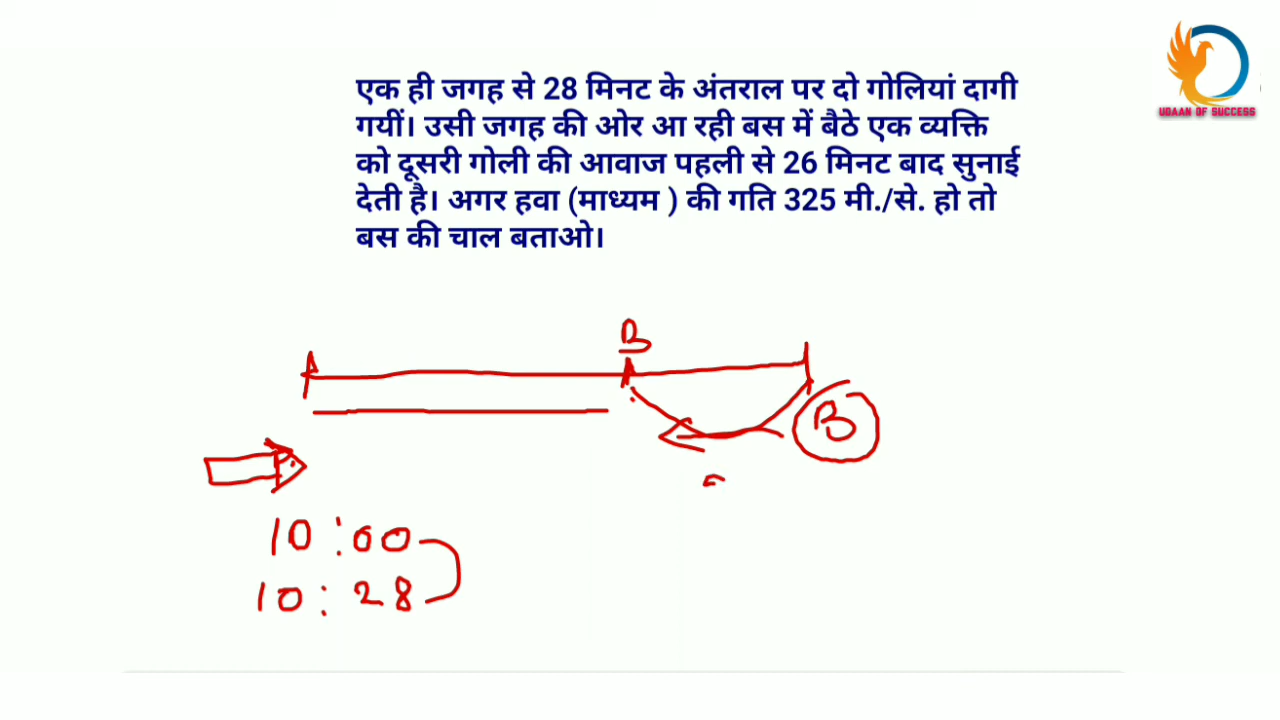 UDAAN OF SUCCESS
एक ही जगह से 28 मिनट के अंतराल पर दो गोलियां दागी
गयीं। उसी जगह की ओर आ रही बस में बैठे एक व्यक्ति
को दूसरी गोली की आवाज पहली से 26 मिनट बाद सुनाई
देती है। अगर हवा (माध्यम ) की गति 325 मी./से. हो तो
बस की चाल बताओ।
B
A
B
10:00
10:28